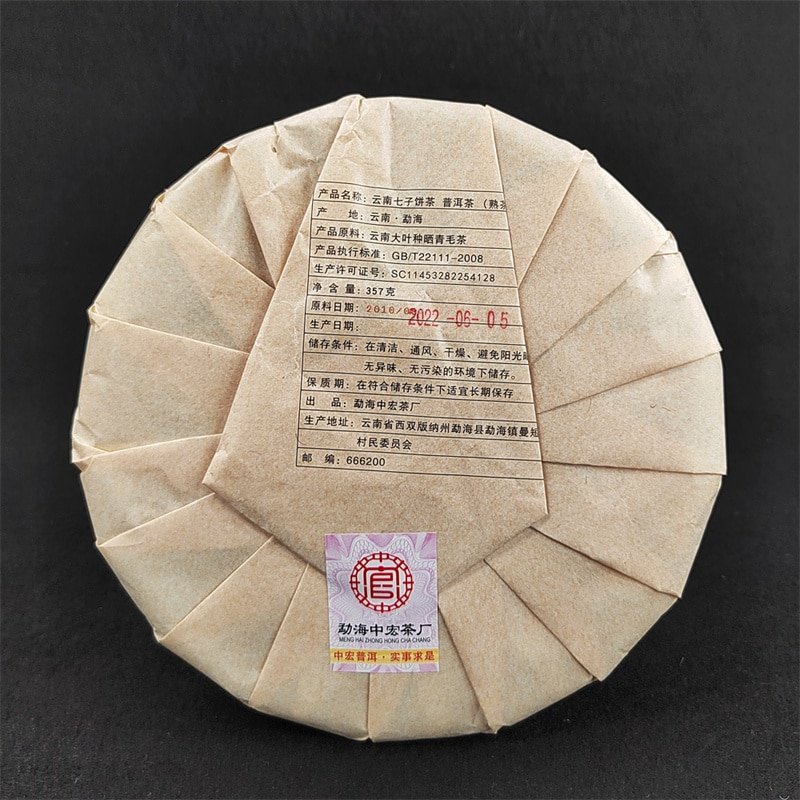 产品名称：云南七子饼茶 普洱茶 （熟茶
产 地：云南·勐海
产品原料：云南大叶种晒青毛茶
产品执行标准：GB/T22111-2008
生产许可证号：SC11453282254128
净 含 量：357克
原料日期：2010/0
生产日期：2022-06-05
储存条件：在清洁、通风、干燥、避免阳光
无异味、无污染的环境下储存。
保 质 期：在符合储存条件下适宜长期保存
出 品：勐海中宏茶厂
生产地址：云南省西双版纳州勐海县勐海镇曼短
村民委员会
邮 编：666200
勐海中宏茶厂
MENG HAI ZHONG HONG CHA CHANG
中宏普洱·实事求是